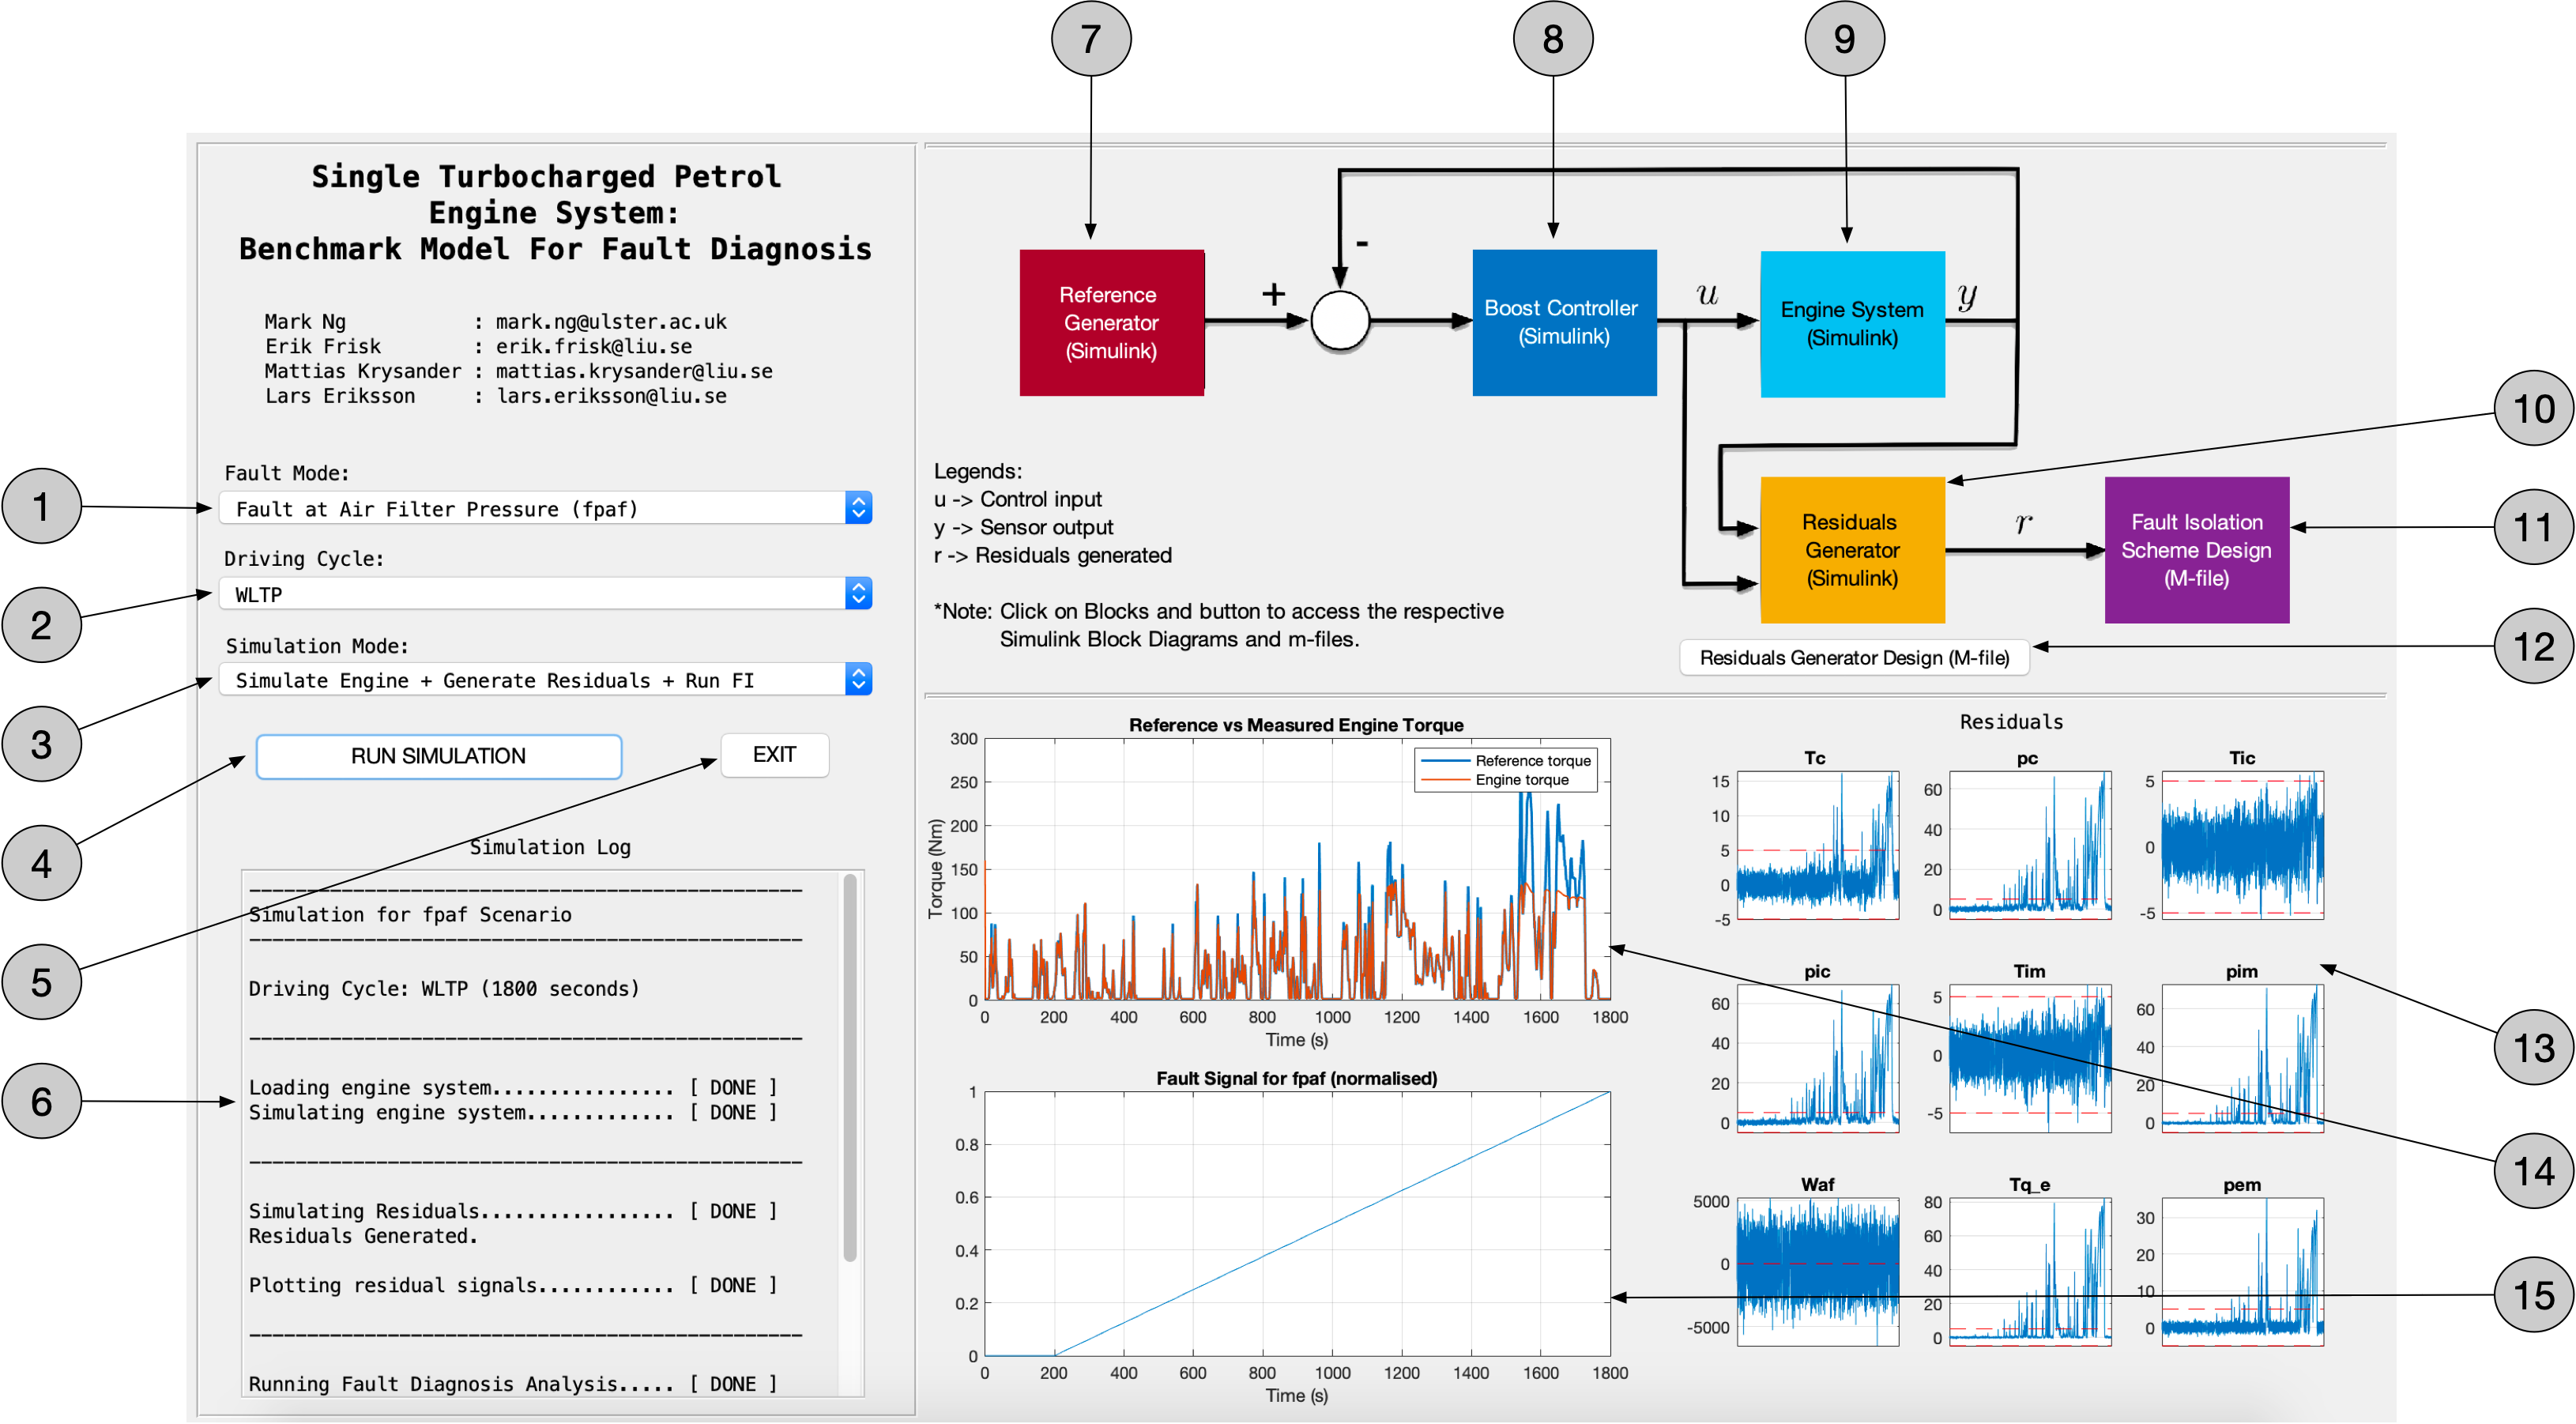 7
8
9
Single Turbocharged Petrol
Engine System:
Benchmark Model For Fault Diagnosis
Mark Ng : mark.ng@ulster.ac.uk
Erik Frisk : erik.frisk@liu.se
Mattias Krysander : mattias.krysander@liu.se
Lars Eriksson : lars.eriksson@liu.se
Fault Mode:
1
Fault at Air Filter Pressure (fpaf)
Driving Cycle:
2
WLTP
Simulation Mode:
3
Simulate Engine + Generate Residuals + Run FI
4
RUN SIMULATION
EXIT
5
Simulation Log
6
Simulation for fpaf Scenario
Driving Cycle: WLTP (1800 seconds)
Loading engine system................ [ DONE ]
Simulating engine system............. [ DONE ]
Simulating Residuals................. [ DONE ]
Residuals Generated.
Plotting residual signals............ [ DONE ]
Running Fault Diagnosis Analysis..... [ DONE ]
Reference
Generator
(Simulink)
+
-
Boost Controller
(Simulink)
u
Engine System
(Simulink)
y
10
Residuals
Generator
(Simulink)
r
Fault Isolation
Scheme Design
(M-file)
11
12
Residuals Generator Design (M-file)
Legends:
u -> Control input
y -> Sensor output
r -> Residuals generated
*Note: Click on Blocks and button to access the respective
Simulink Block Diagrams and m-files.
Reference vs Measured Engine Torque
Reference torque
Engine torque
Torque (Nm)
300
250
200
150
100
50
0
0 200 400 600 800 1000 1200 1400 1600 1800
Time (s)
Fault Signal for fpaf (normalised)
1
0.8
0.6
0.4
0.2
0
0 200 400 600 800 1000 1200 1400 1600 1800
Time (s)
Residuals
Tc
15
10
5
0
-5
pc
60
40
20
0
Tic
5
0
-5
pic
60
40
20
0
Tim
5
0
-5
pim
60
40
20
0
Waf
5000
0
-5000
Tq_e
80
60
40
20
0
pem
30
20
10
0
13
14
15